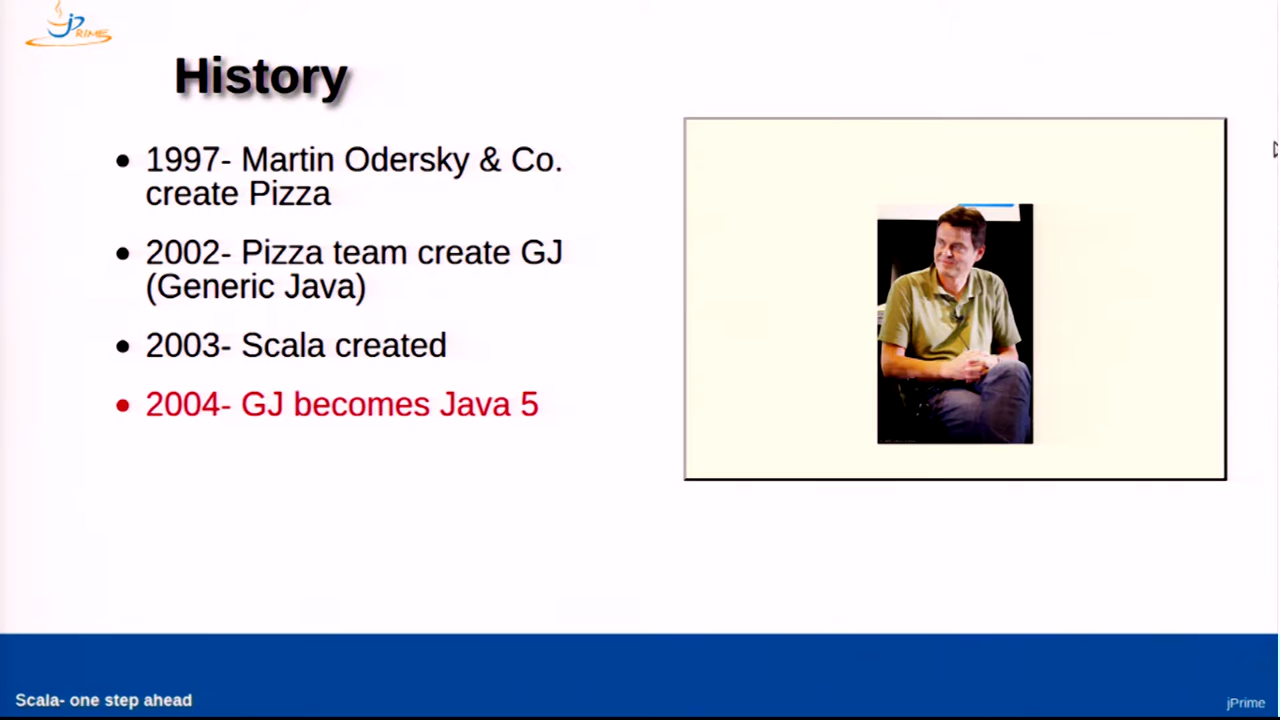 jPRIME
History
• 1997- Martin Odersky & Co.
create Pizza
• 2002- Pizza team create GJ
(Generic Java)
• 2003- Scala created
• 2004- GJ becomes Java 5
Scala- one step ahead
jPrime